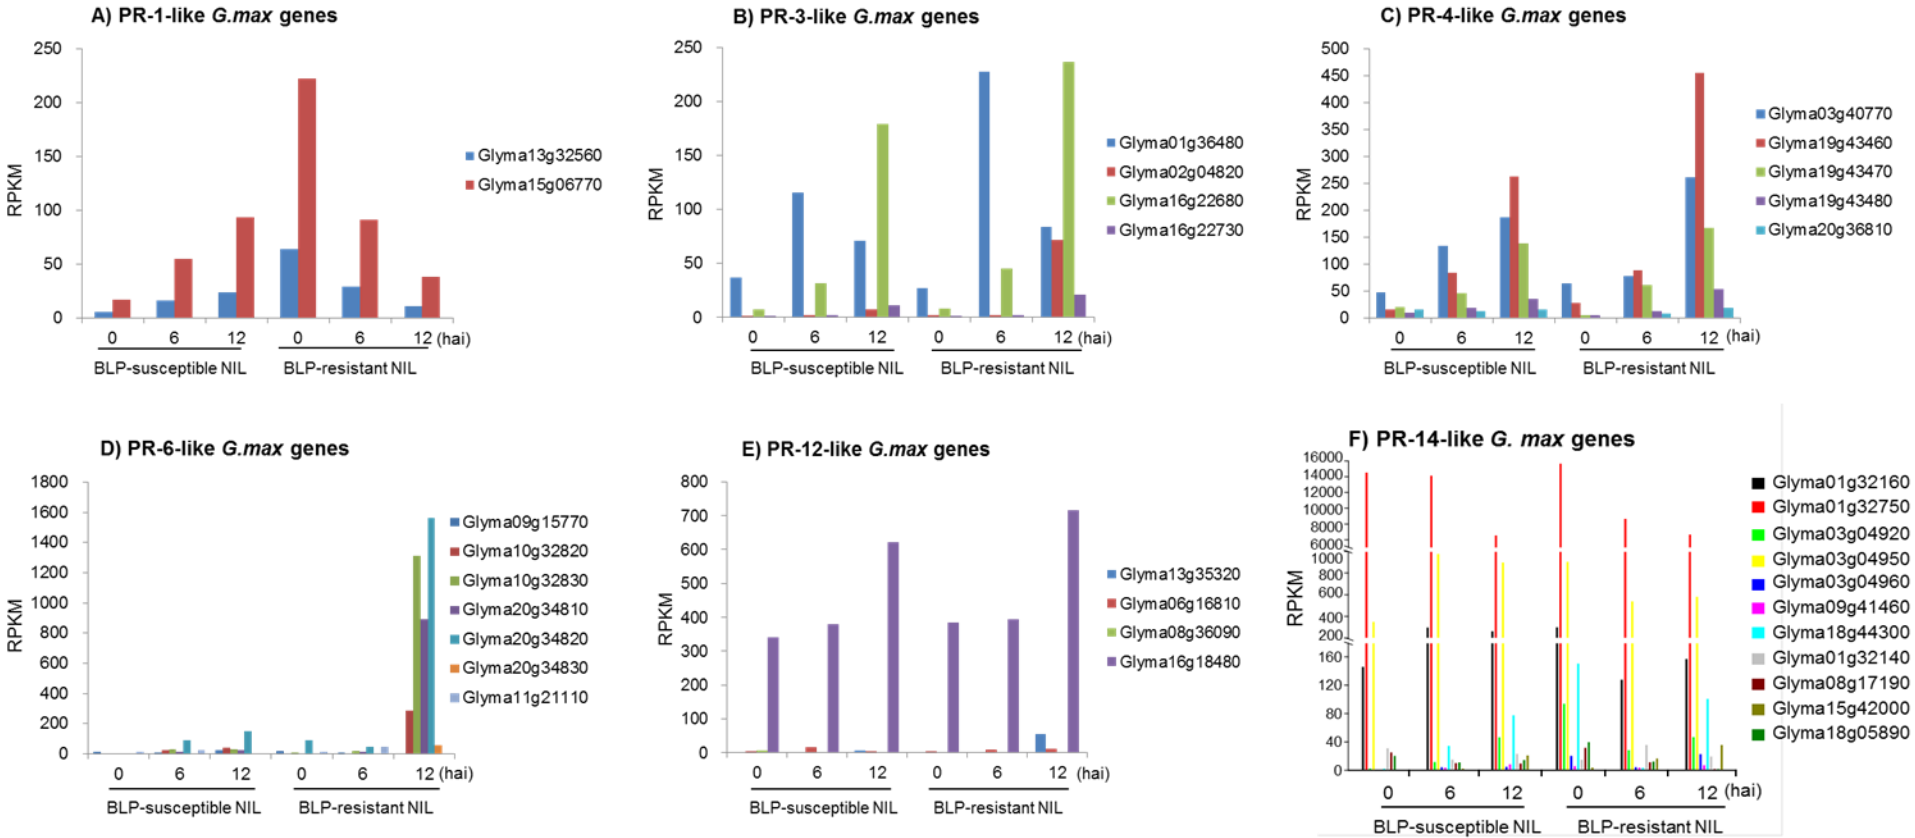 A) PR-1-like G.max genes
250
200
150
100
50
0
RPKM
0 6 12 (hai) 0 6 12
BLP-susceptible NIL BLP-resistant NIL
Glyma13g32560
Glyma15g06770
B) PR-3-like G.max genes
250
200
150
100
50
0
RPKM
0 6 12 0 6 12 (hai)
BLP-susceptible NIL BLP-resistant NIL
Glyma01g36480
Glyma02g04820
Glyma16g22680
Glyma16g22730
C) PR-4-like G.max genes
500
450
400
350
300
250
200
150
100
50
0
RPKM
0 6 12 0 6 12 (hai)
BLP-susceptible NIL BLP-resistant NIL
Glyma03g40770
Glyma19g43460
Glyma19g43470
Glyma19g43480
Glyma20g36810
D) PR-6-like G.max genes
1800
1600
1400
1200
1000
800
600
400
200
0
RPKM
0 6 12 0 6 12 (hai)
BLP-susceptible NIL BLP-resistant NIL
Glyma09g15770
Glyma10g32820
Glyma10g32830
Glyma20g34810
Glyma20g34820
Glyma20g34830
Glyma11g21110
E) PR-12-like G.max genes
800
700
600
500
400
300
200
100
0
RPKM
0 6 12 0 6 12 (hai)
BLP-susceptible NIL BLP-resistant NIL
Glyma13g35320
Glyma06g16810
Glyma08g36090
Glyma16g18480
F) PR-14-like G. max genes
16000
14000
12000
10000
8000
6000
1000
800
600
400
200
160
120
80
40
0
RPKM
0 6 12 0 6 12 (hai)
BLP-susceptible NIL BLP-resistant NIL
Glyma01g32160
Glyma01g32750
Glyma03g04920
Glyma03g04950
Glyma03g04960
Glyma09g41460
Glyma18g44300
Glyma01g32140
Glyma08g17190
Glyma15g42000
Glyma18g05890